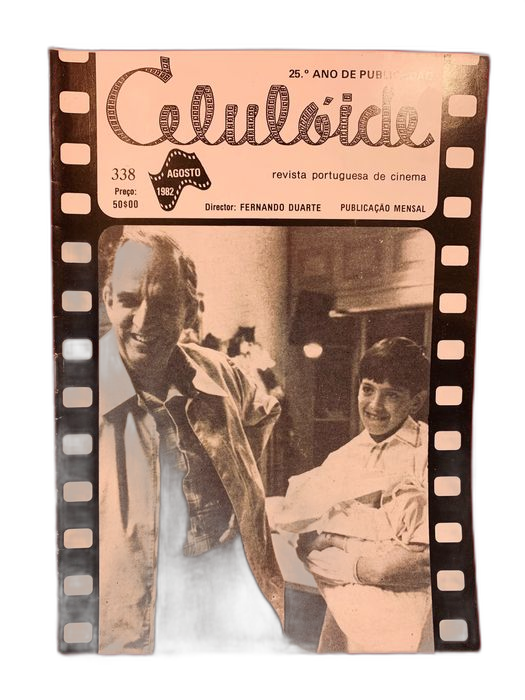 25.º ANO DE PUBLICAÇÃO
Celulóide
338
AGOSTO
1982
revista portuguesa de cinema
Preço:
50$00
Director: FERNANDO DUARTE
PUBLICAÇÃO MENSAL